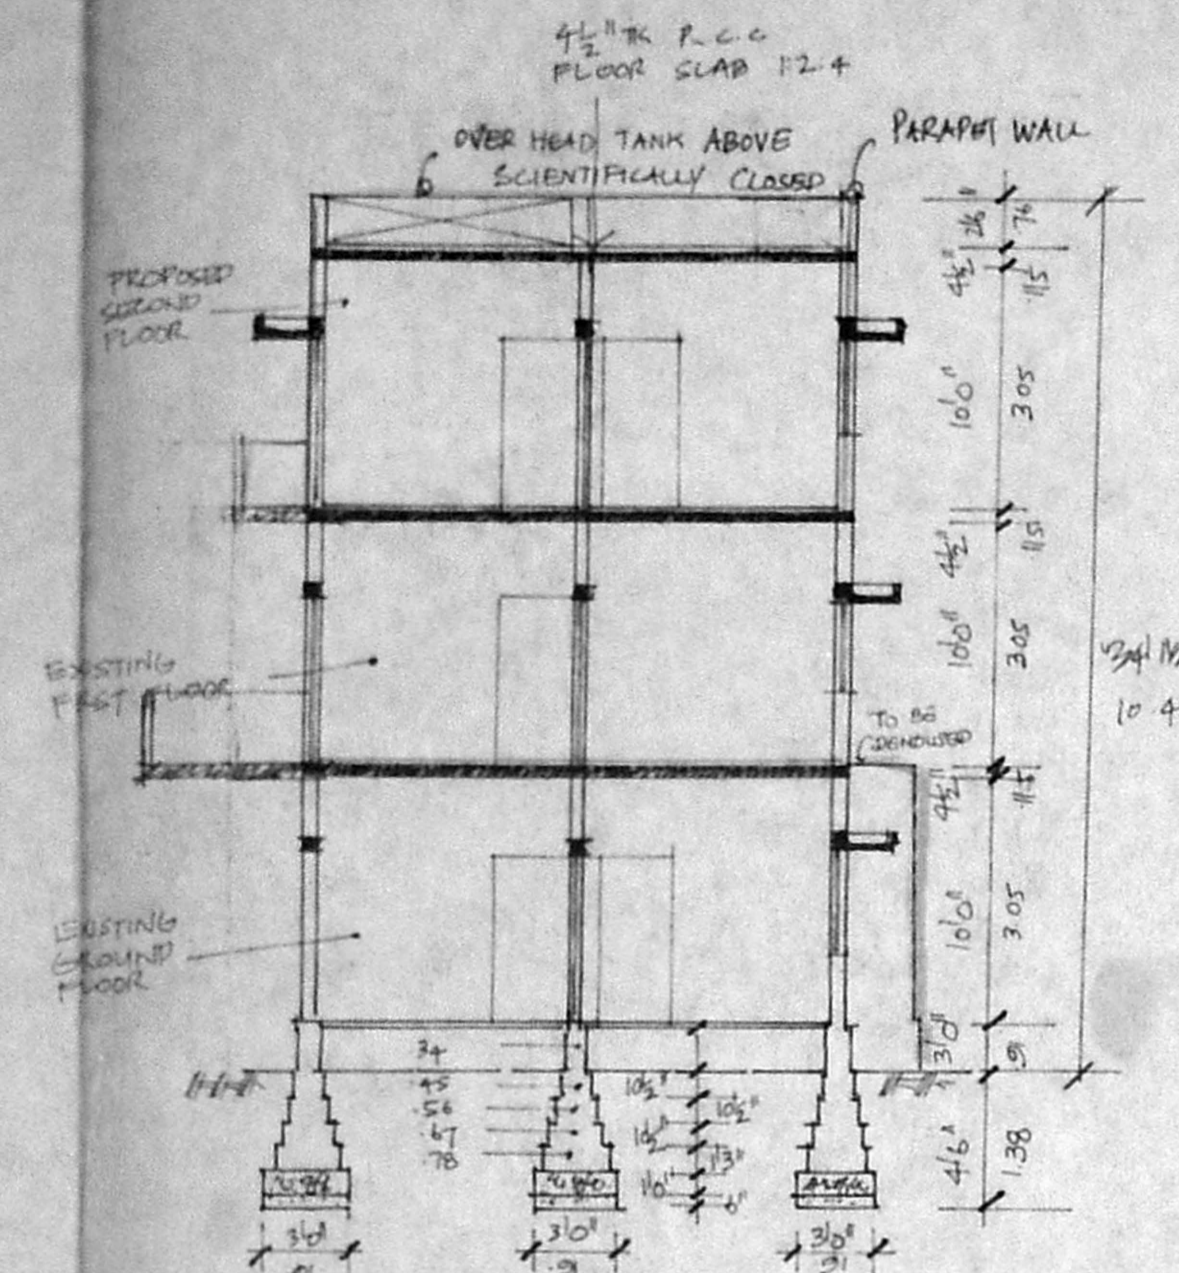 4½" TK R.C.C
FLOOR SLAB 1:2:4
OVER HEAD TANK ABOVE
SCIENTIFICALLY CLOSED
PARAPET WALL
2'6"
.76
4½"
.115
PROPOSED
SECOND
FLOOR
10'0"
3.05
4½"
.115
EXISTING
FIRST FLOOR
10'0"
3.05
10.4
TO BE
4½"
.115
EXISTING
GROUND
FLOOR
10'0"
3.05
3'0"
.91
.34
.45
.56
.67
.78
10½"
10½"
10½"
1'3"
1'0"
6"
4'6"
1.38
3'0"
3'0"
.91
3'0"
.91